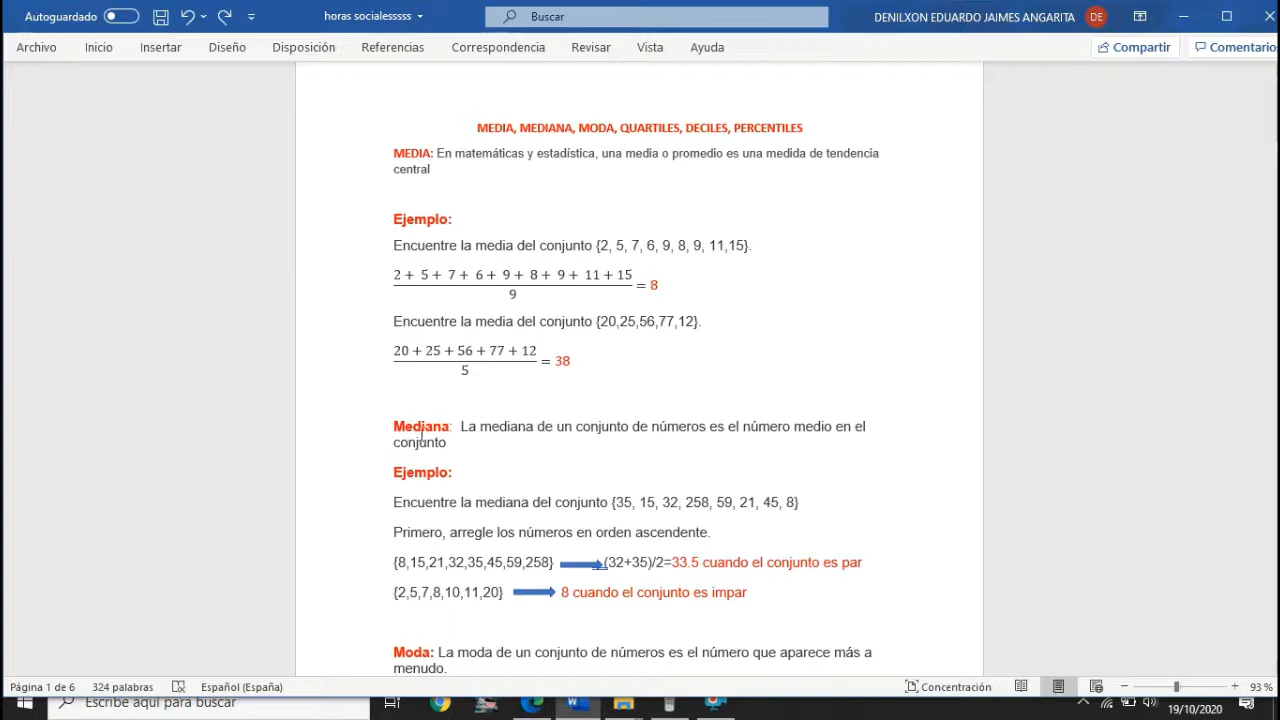 Autoguardado
horas socialesssss
Buscar
DENILXON EDUARDO JAIMES ANGARITA
DE
Archivo Inicio Insertar Diseño Disposición Referencias Correspondencia Revisar Vista Ayuda
Compartir
Comentario
MEDIA, MEDIANA, MODA, QUARTILES, DECILES, PERCENTILES
MEDIA: En matemáticas y estadística, una media o promedio es una medida de tendencia
central
Ejemplo:
Encuentre la media del conjunto {2, 5, 7, 6, 9, 8, 9, 11,15}.
2 + 5 + 7 + 6 + 9 + 8 + 9 + 11 + 15
= 8
9
Encuentre la media del conjunto {20,25,56,77,12}.
20 + 25 + 56 + 77 + 12
= 38
5
Mediana: La mediana de un conjunto de números es el número medio en el
conjunto
Ejemplo:
Encuentre la mediana del conjunto {35, 15, 32, 258, 59, 21, 45, 8}
Primero, arregle los números en orden ascendente.
{8,15,21,32,35,45,59,258} (32+35)/2=33.5 cuando el conjunto es par
{2,5,7,8,10,11,20} 8 cuando el conjunto es impar
Moda: La moda de un conjunto de números es el número que aparece más a
menudo.
Página 1 de 6 324 palabras Español (España)
Concentración
93 %
Escribe aquí para buscar
19/10/2020